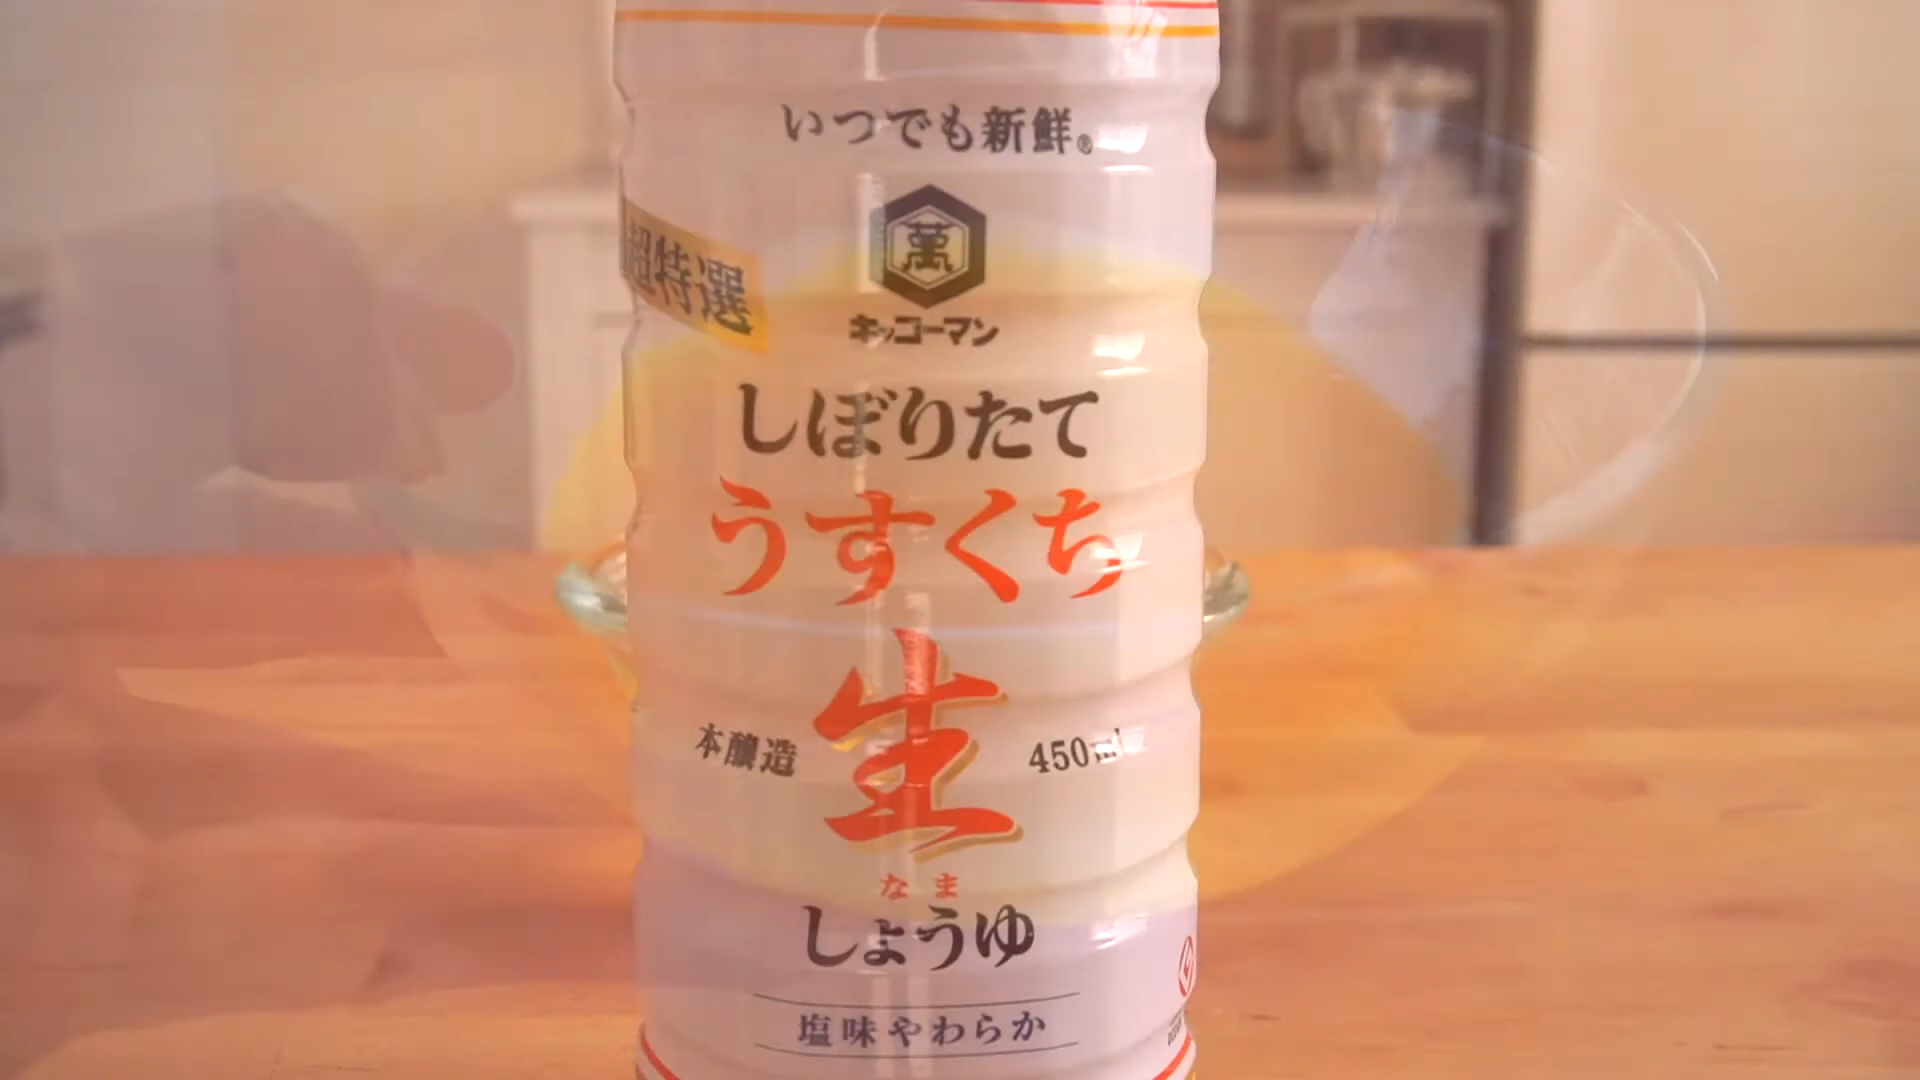 いつでも新鮮®
萬
キッコーマン
超特選
しぼりたて
うすくち
生
なま
本醸造
450ml
しょうゆ
塩味やわらか